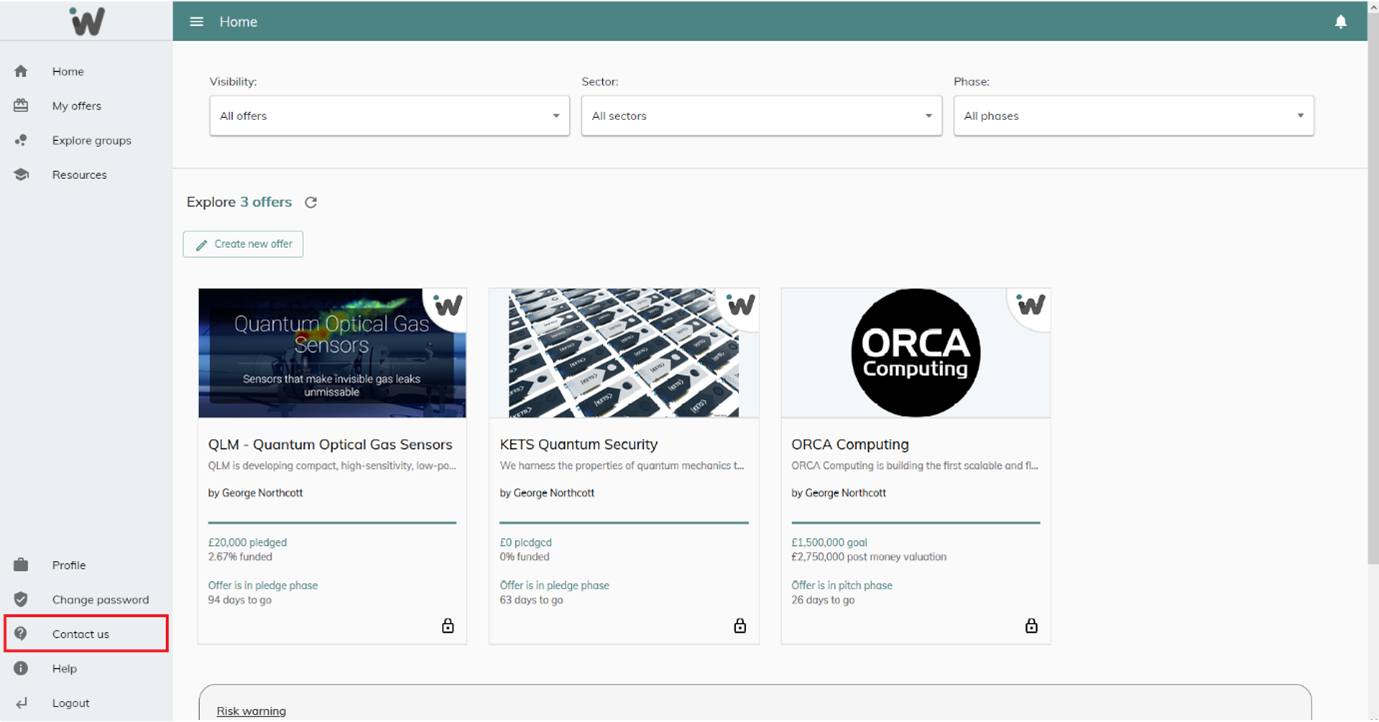 W
Home
Home
My offers
Explore groups
Resources
Visibility:
Sector:
Phase:
All offers
All sectors
All phases
Explore 3 offers
Create new offer
Quantum Optical Gas
Sensors
Sensors that make invisible gas leaks
unmissable
W
W
ORCA
Computing
W
QLM - Quantum Optical Gas Sensors
QLM is developing compact, high-sensitivity, low-po...
by George Northcott
£20,000 pledged
2.67% funded
Offer is in pledge phase
94 days to go
KETS Quantum Security
We harness the properties of quantum mechanics t...
by George Northcott
£0 pledged
0% funded
Offer is in pledge phase
63 days to go
ORCA Computing
ORCA Computing is building the first scalable and fl...
by George Northcott
£1,500,000 goal
£2,750,000 post money valuation
Offer is in pitch phase
26 days to go
Profile
Change password
Contact us
Help
Logout
Risk warning